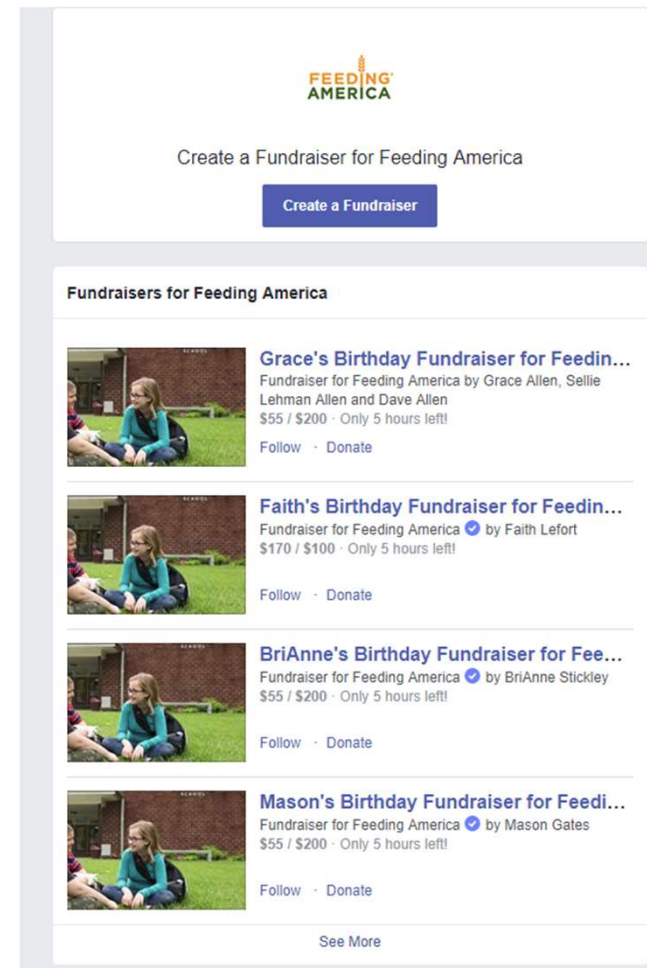 FEEDING
AMERICA
Create a Fundraiser for Feeding America
Create a Fundraiser
Fundraisers for Feeding America
SCHOOL
Grace's Birthday Fundraiser for Feedin...
Fundraiser for Feeding America by Grace Allen, Sellie
Lehman Allen and Dave Allen
$55 / $200 · Only 5 hours left!
Follow · Donate
SCHOOL
Faith's Birthday Fundraiser for Feedin...
Fundraiser for Feeding America by Faith Lefort
$170 / $100 · Only 5 hours left!
Follow · Donate
SCHOOL
BriAnne's Birthday Fundraiser for Fee...
Fundraiser for Feeding America by BriAnne Stickley
$55 / $200 · Only 5 hours left!
Follow · Donate
SCHOOL
Mason's Birthday Fundraiser for Feedi...
Fundraiser for Feeding America by Mason Gates
$55 / $200 · Only 5 hours left!
Follow · Donate
See More